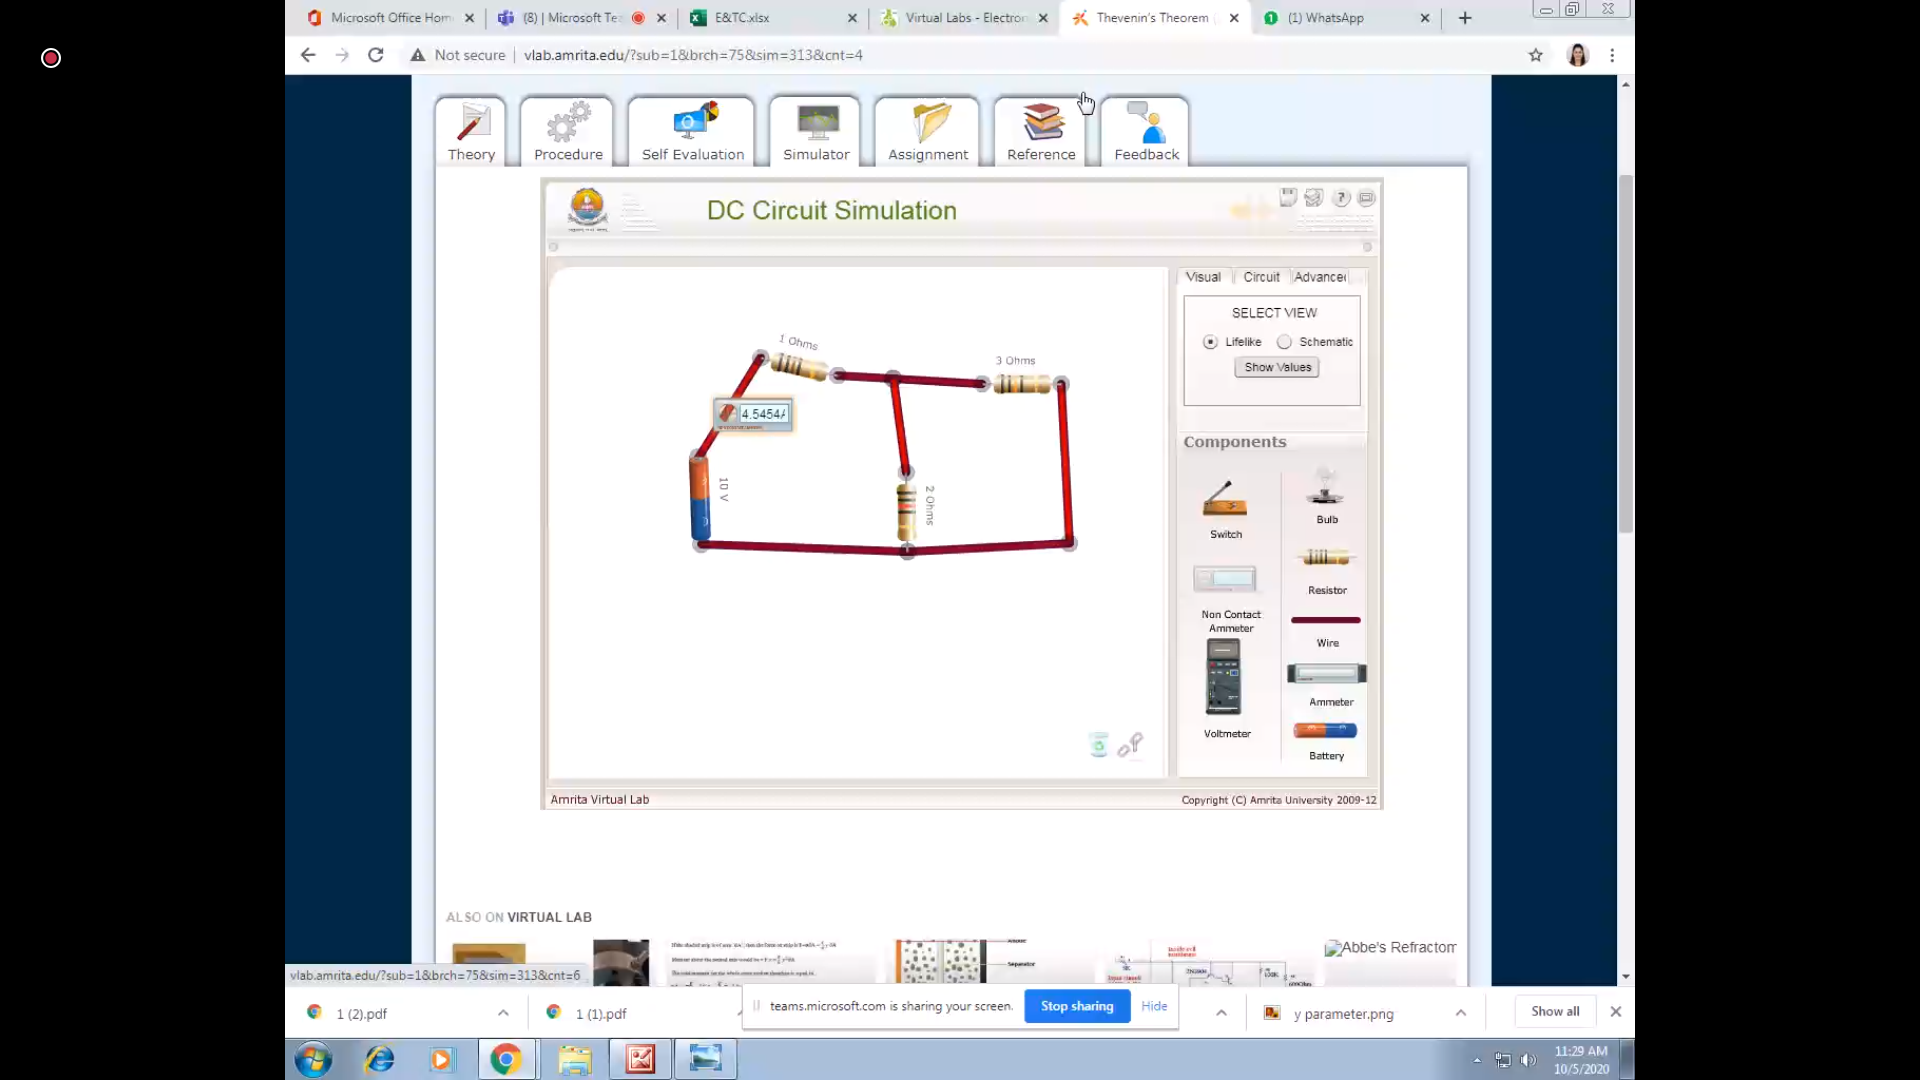 Microsoft Office Hom
(8) | Microsoft Tea
E&TC.xlsx
Virtual Labs - Electron
Thevenin's Theorem
(1) WhatsApp
Not secure
vlab.amrita.edu/?sub=1&brch=75&sim=313&cnt=4
Theory
Procedure
Self Evaluation
Simulator
Assignment
Reference
Feedback
DC Circuit Simulation
Visual
Circuit
Advanced
SELECT VIEW
Lifelike
Schematic
Show Values
1 Ohms
3 Ohms
4.5454A
10 V
2 Ohms
Components
Switch
Bulb
Non Contact
Ammeter
Resistor
Wire
Ammeter
Voltmeter
Battery
Amrita Virtual Lab
Copyright (C) Amrita University 2009-12
ALSO ON VIRTUAL LAB
Separator
Abbe's Refractom
vlab.amrita.edu/?sub=1&brch=75&sim=313&cnt=6
1 (2).pdf
1 (1).pdf
teams.microsoft.com is sharing your screen.
Stop sharing
Hide
y parameter.png
Show all
11:29 AM
10/5/2020